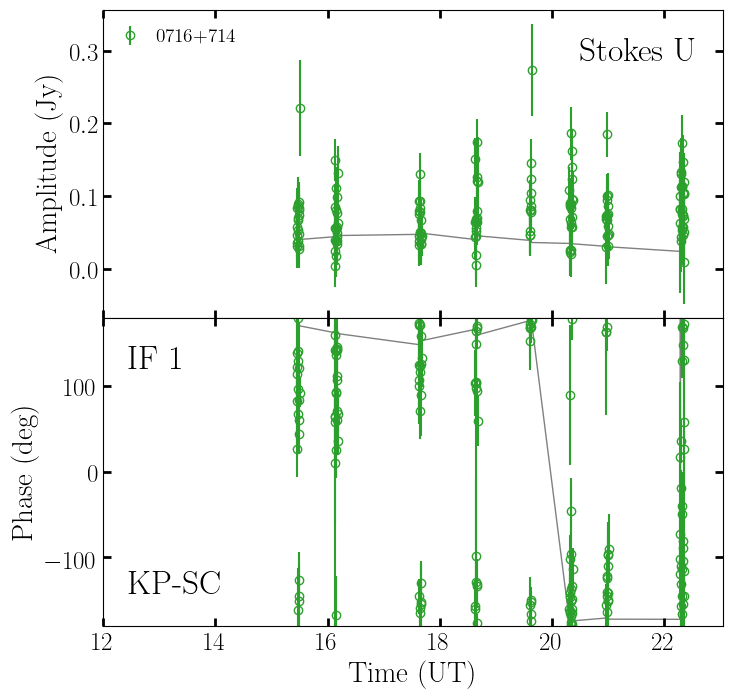 0716+714
Stokes U
0.3
0.2
0.1
0.0
Amplitude (Jy)
IF 1
100
0
−100
Phase (deg)
KP-SC
12 14 16 18 20 22
Time (UT)